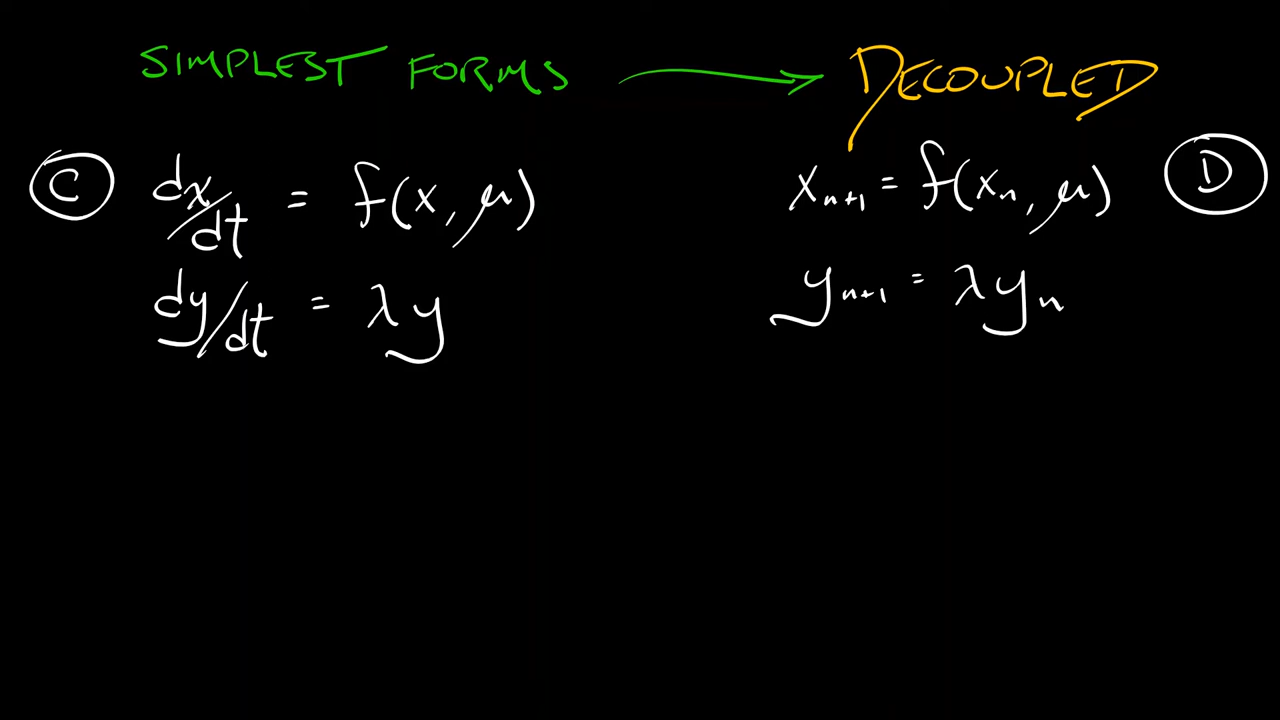 SIMPLEST FORMS → DECOUPLED
C dx/dt = f(x, μ)
x_{n+1} = f(x_n, μ) D
dy/dt = λy
y_{n+1} = λy_n